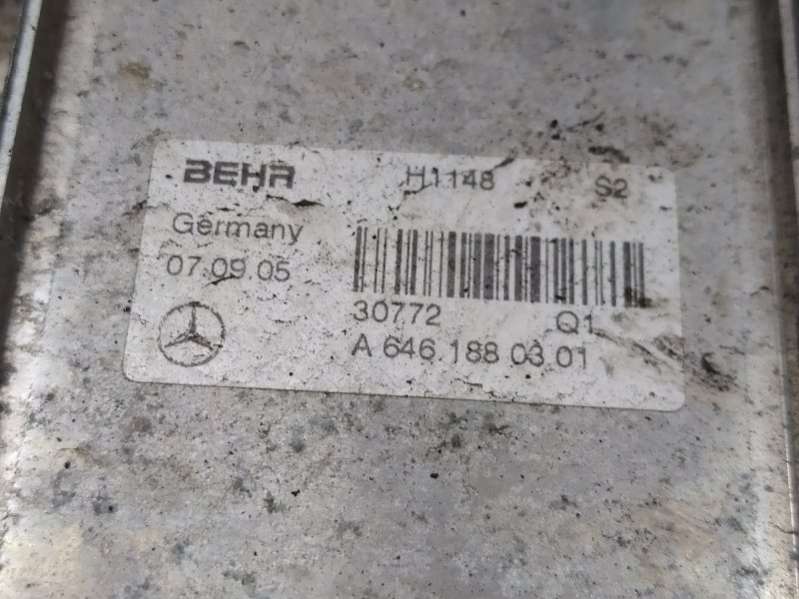 BEHR H1148 S2
Germany
07.09.05
30772 Q1
A 646 188 03 01